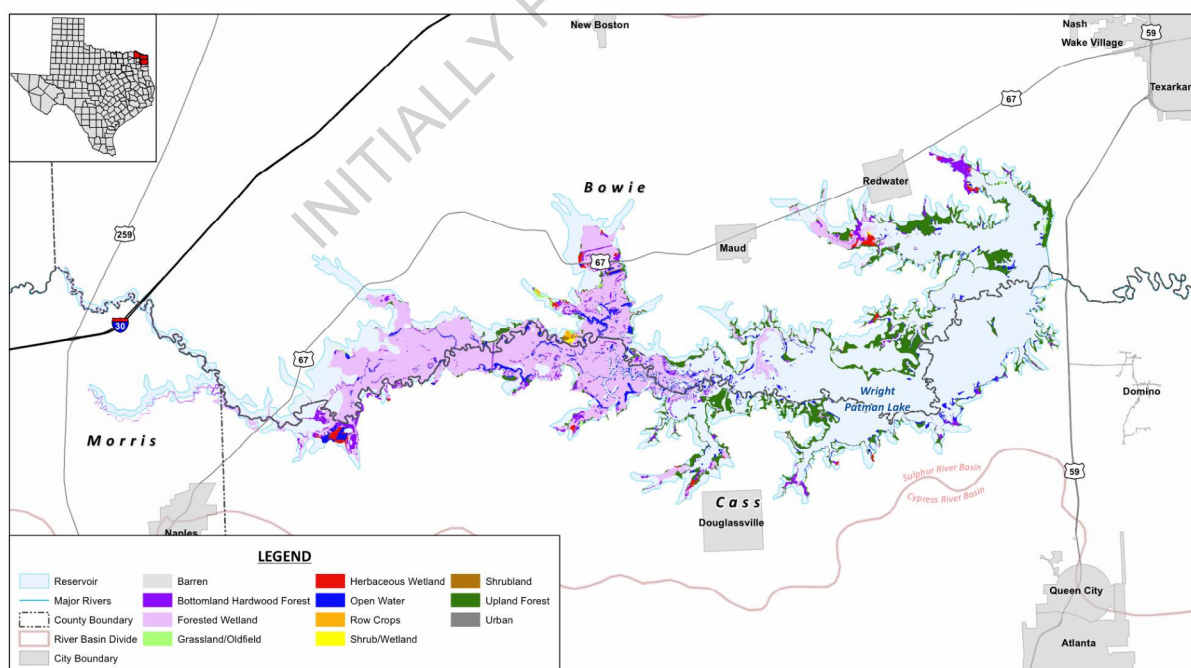 New Boston
Nash
Wake Village
59
Texarkana
67
INITIALLY P
Bowie
Redwater
259
67
Maud
30
67
Wright
Patman Lake
Domino
Morris
59
Sulphur River Basin
Cypress River Basin
Cass
Douglassville
Naples
LEGEND
Reservoir
Barren
Herbaceous Wetland
Shrubland
Major Rivers
Bottomland Hardwood Forest
Open Water
Upland Forest
County Boundary
Forested Wetland
Row Crops
Urban
River Basin Divide
Grassland/Oldfield
Shrub/Wetland
City Boundary
Queen City
Atlanta